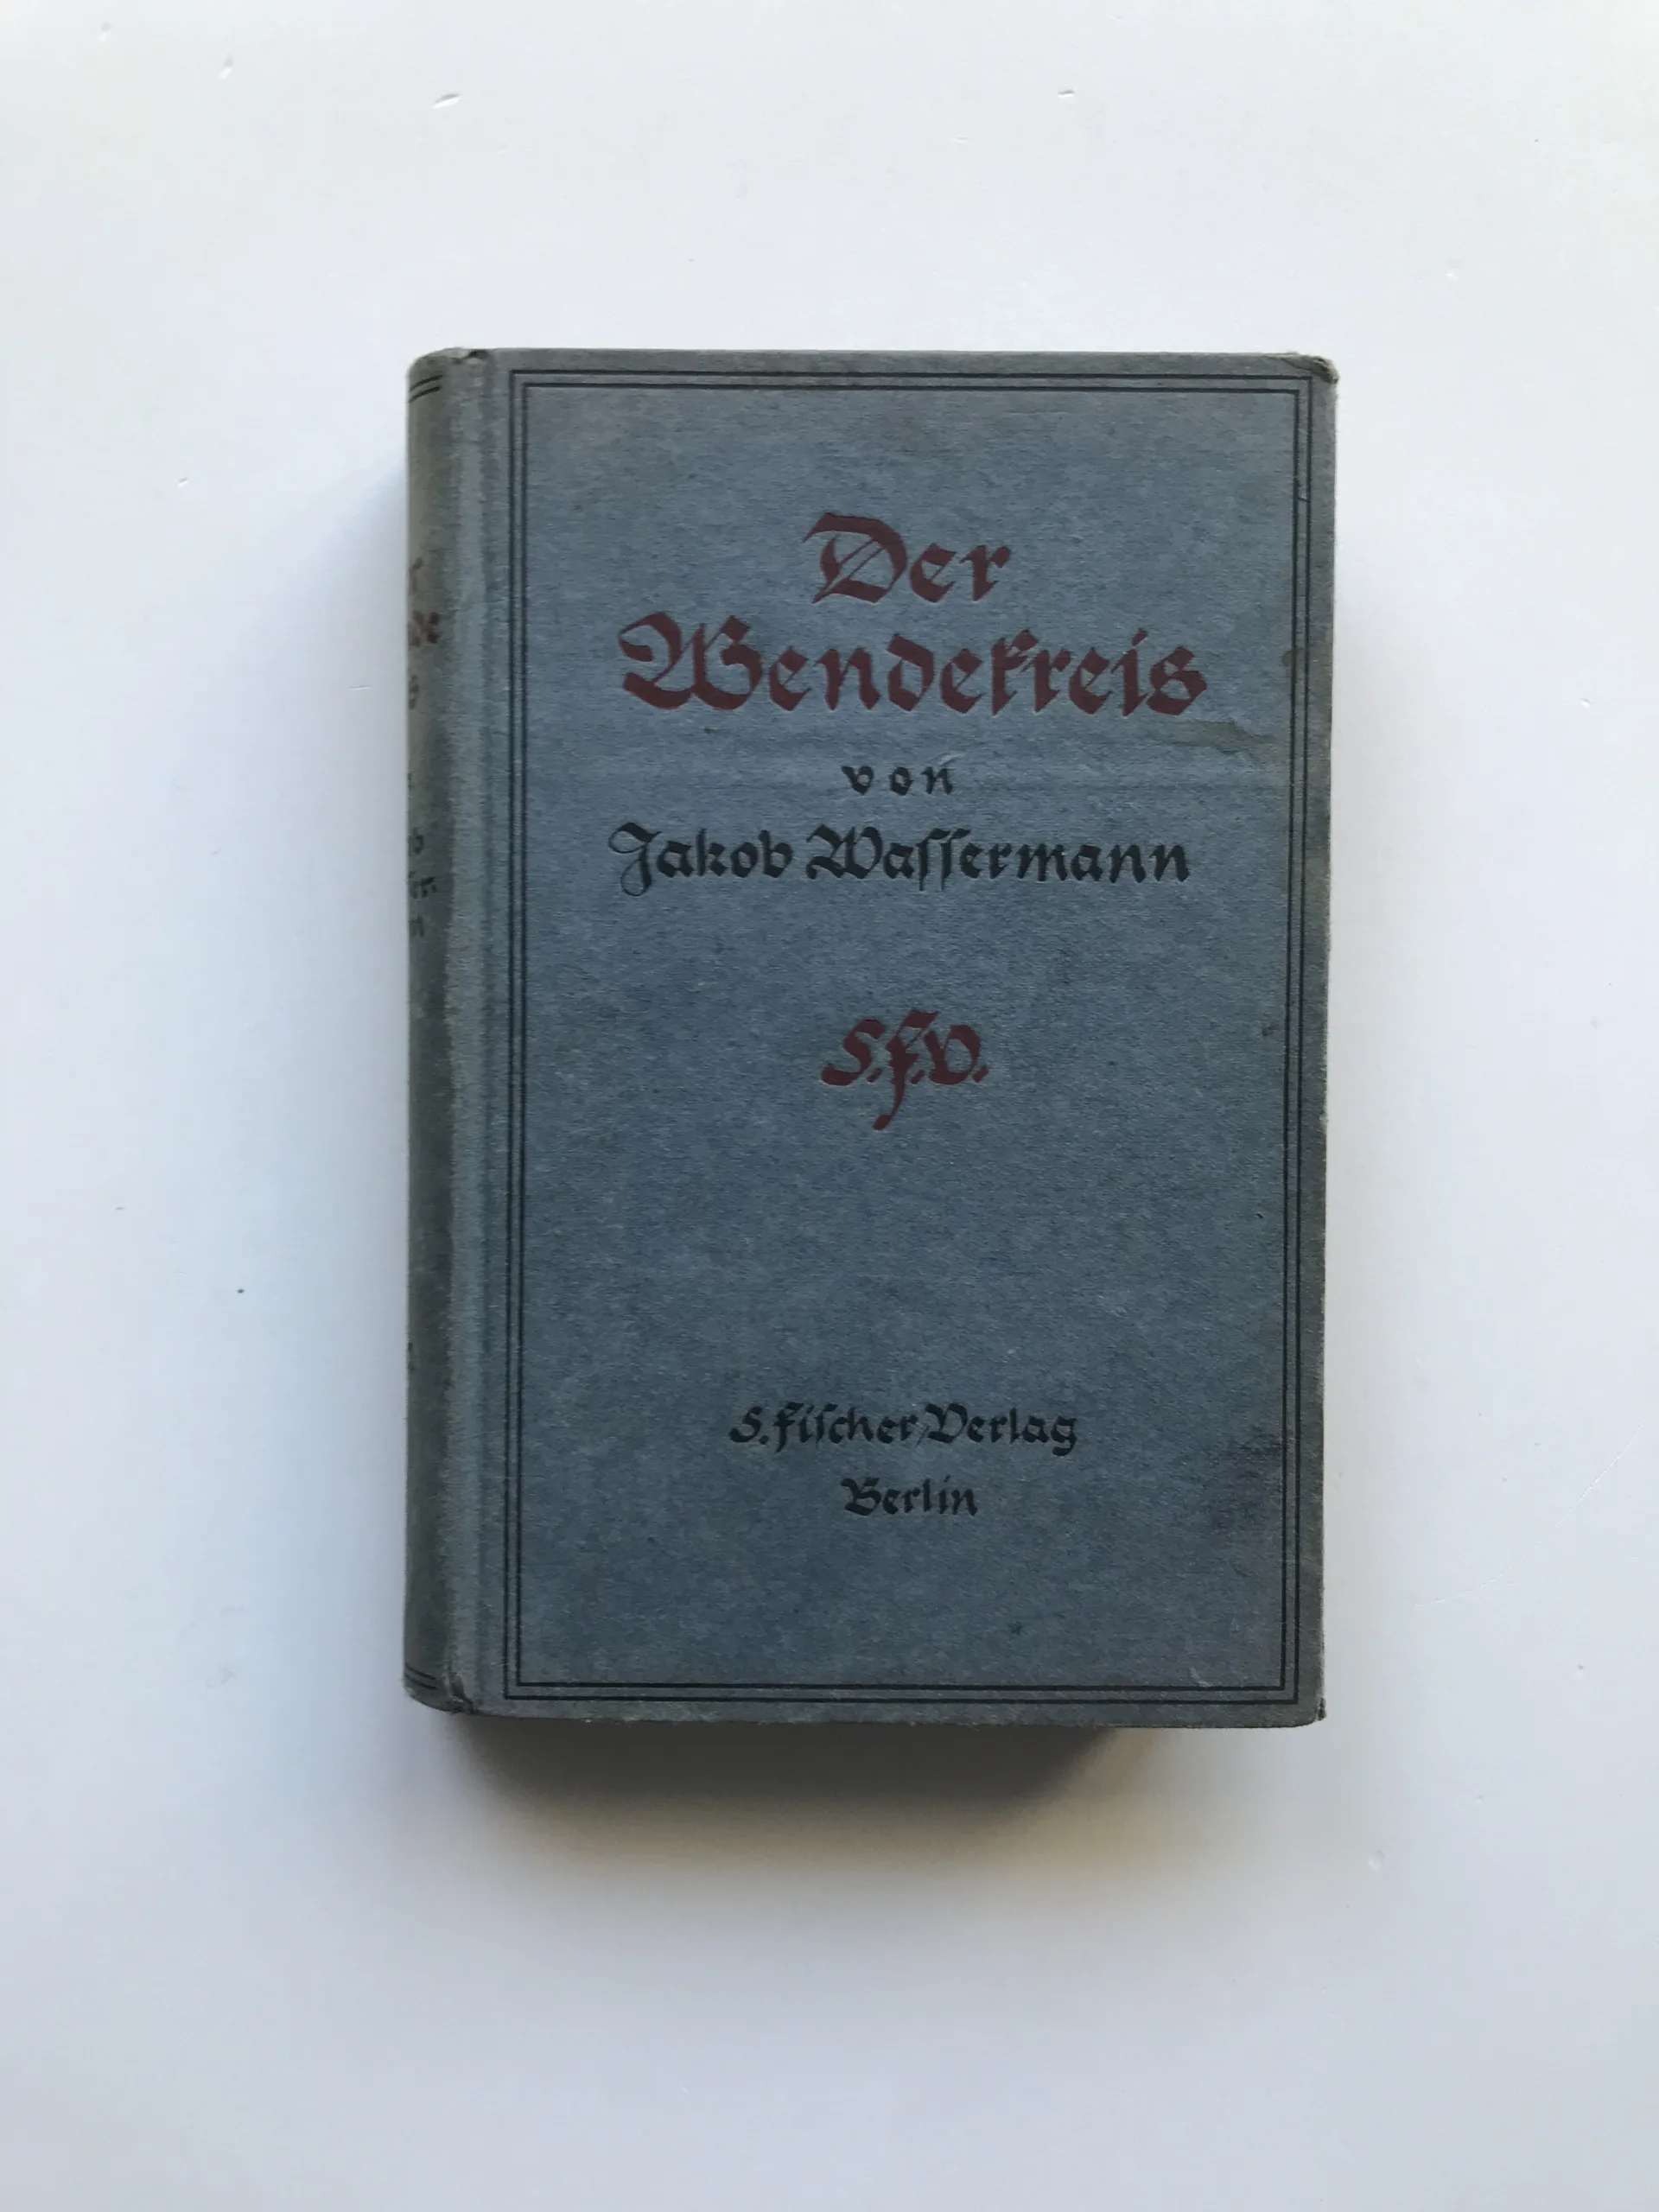 Der
Wendekreis
von
Jakob Wassermann
S.F.V.
S. Fischer/Verlag
Berlin